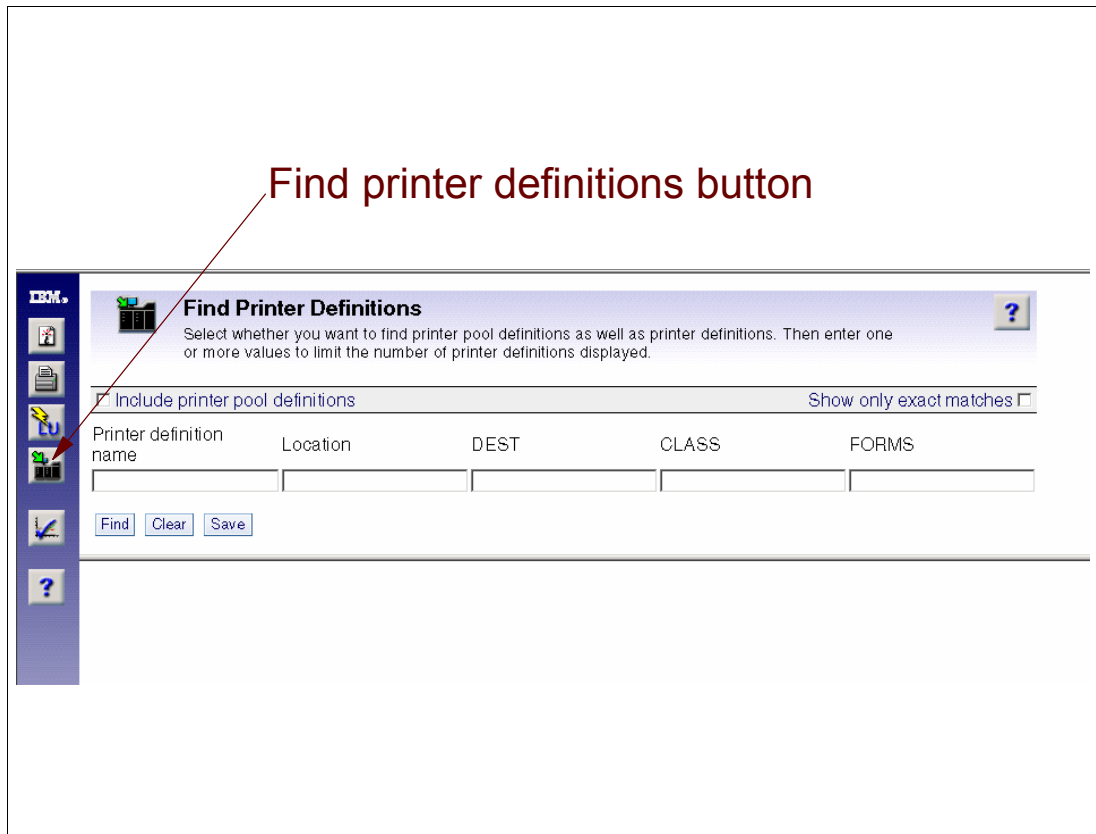 Find printer definitions button
IBM.
Find Printer Definitions
?
Select whether you want to find printer pool definitions as well as printer definitions. Then enter one
or more values to limit the number of printer definitions displayed.
Include printer pool definitions
Show only exact matches
LU
Printer definition
name
Location
DEST
CLASS
FORMS
Find
Clear
Save
?